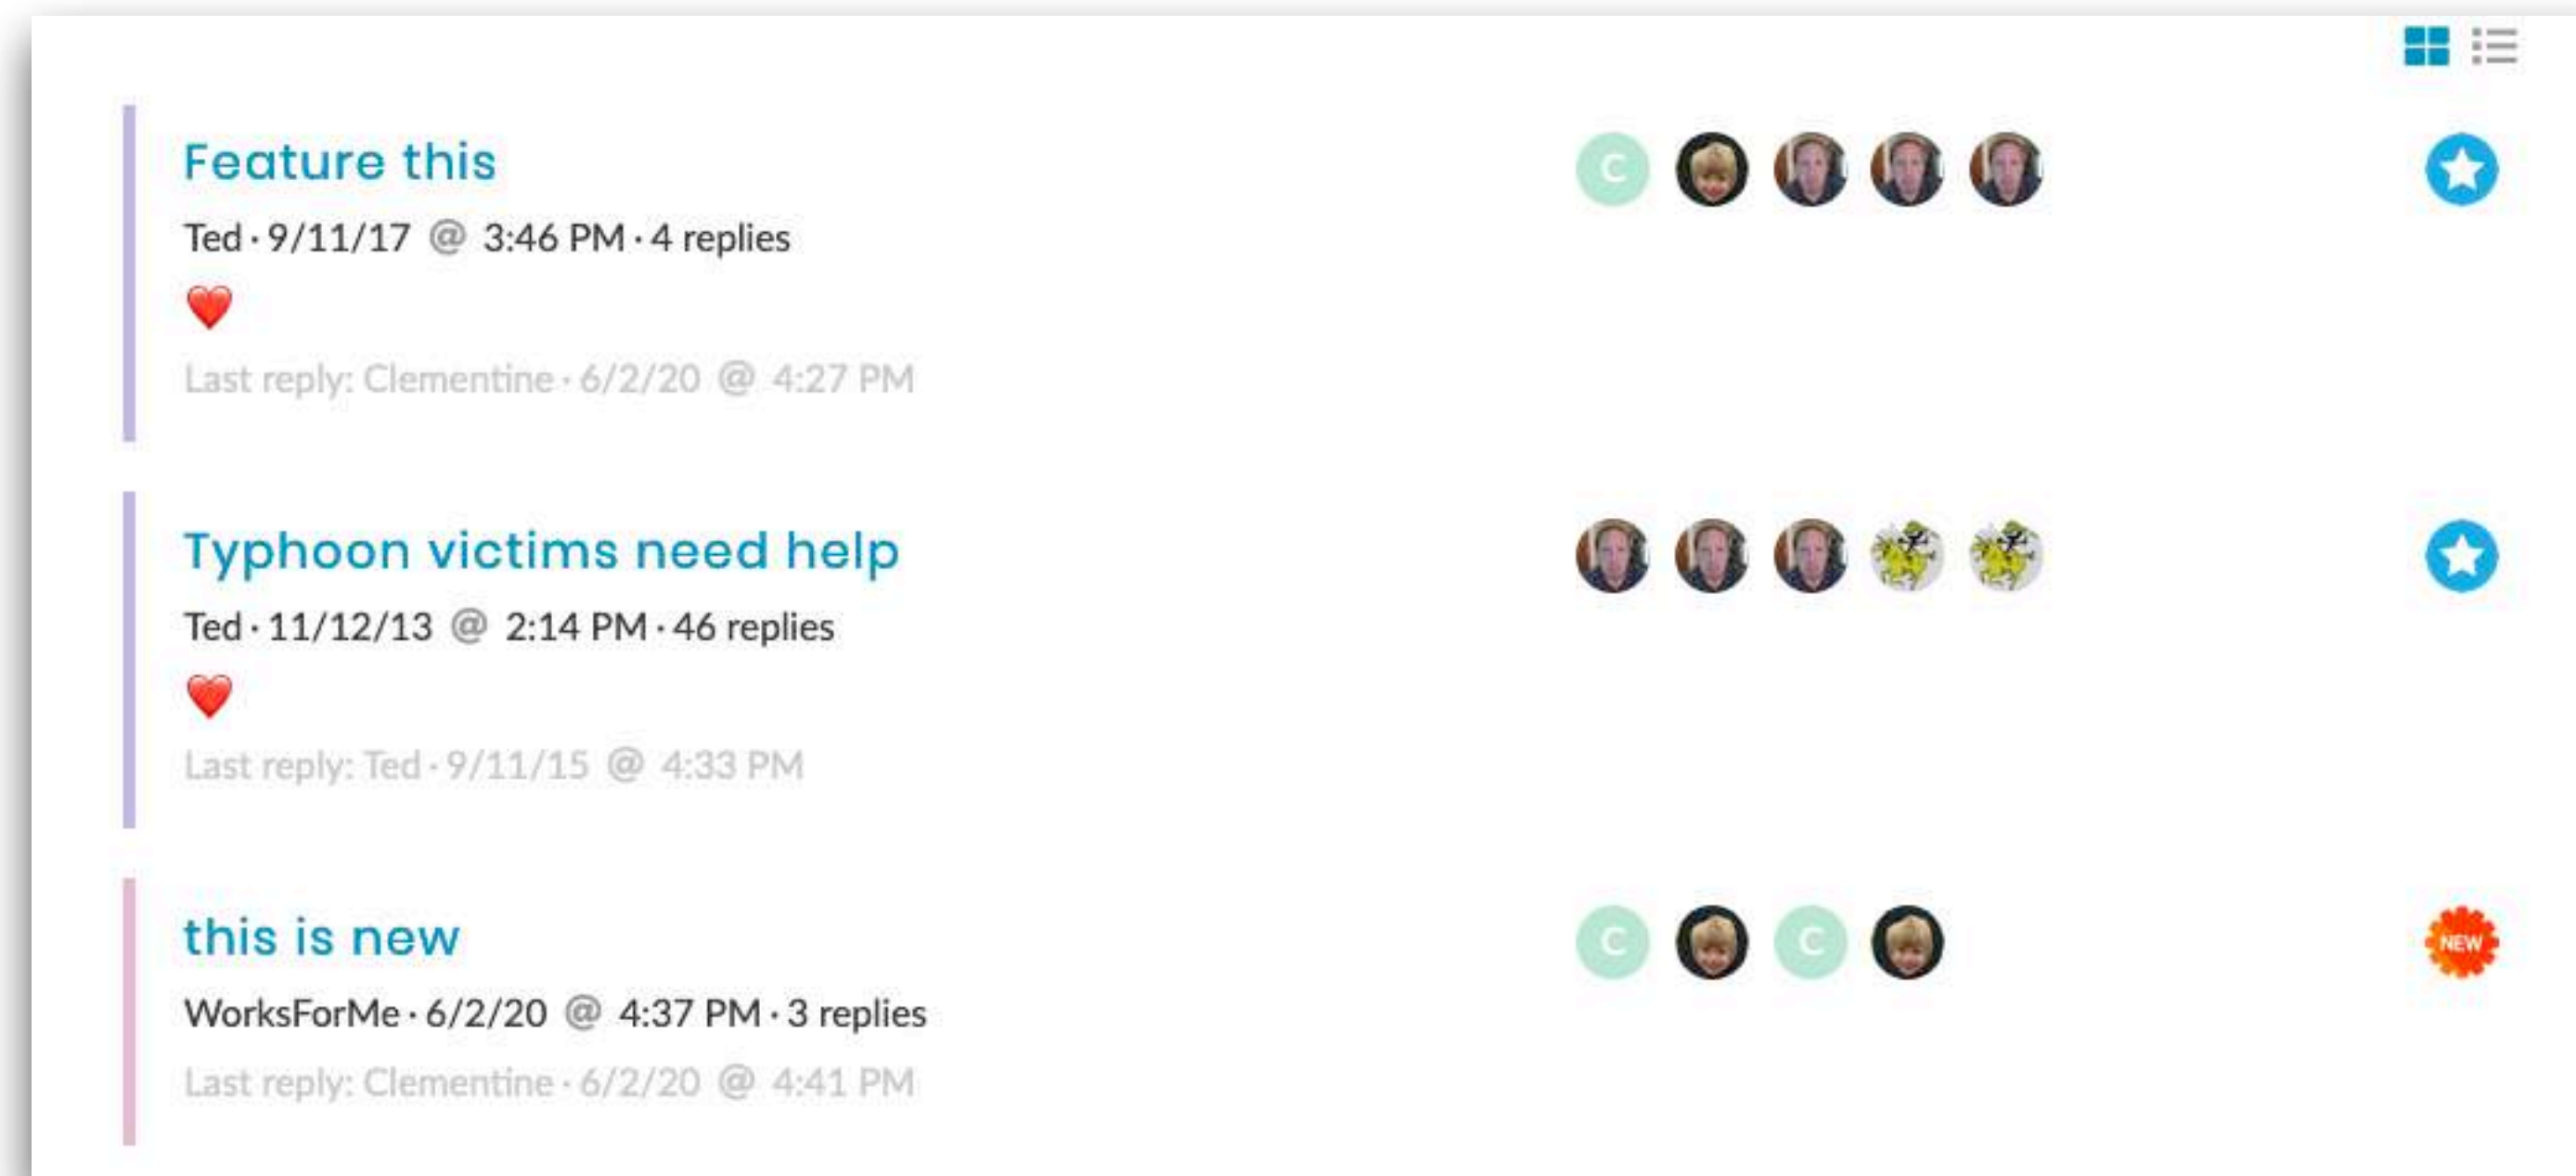 Feature this
C
Ted · 9/11/17 @ 3:46 PM · 4 replies
❤️
Last reply: Clementine · 6/2/20 @ 4:27 PM
Typhoon victims need help
Ted · 11/12/13 @ 2:14 PM · 46 replies
❤️
Last reply: Ted · 9/11/15 @ 4:33 PM
this is new
C
C
NEW
WorksForMe · 6/2/20 @ 4:37 PM · 3 replies
Last reply: Clementine · 6/2/20 @ 4:41 PM